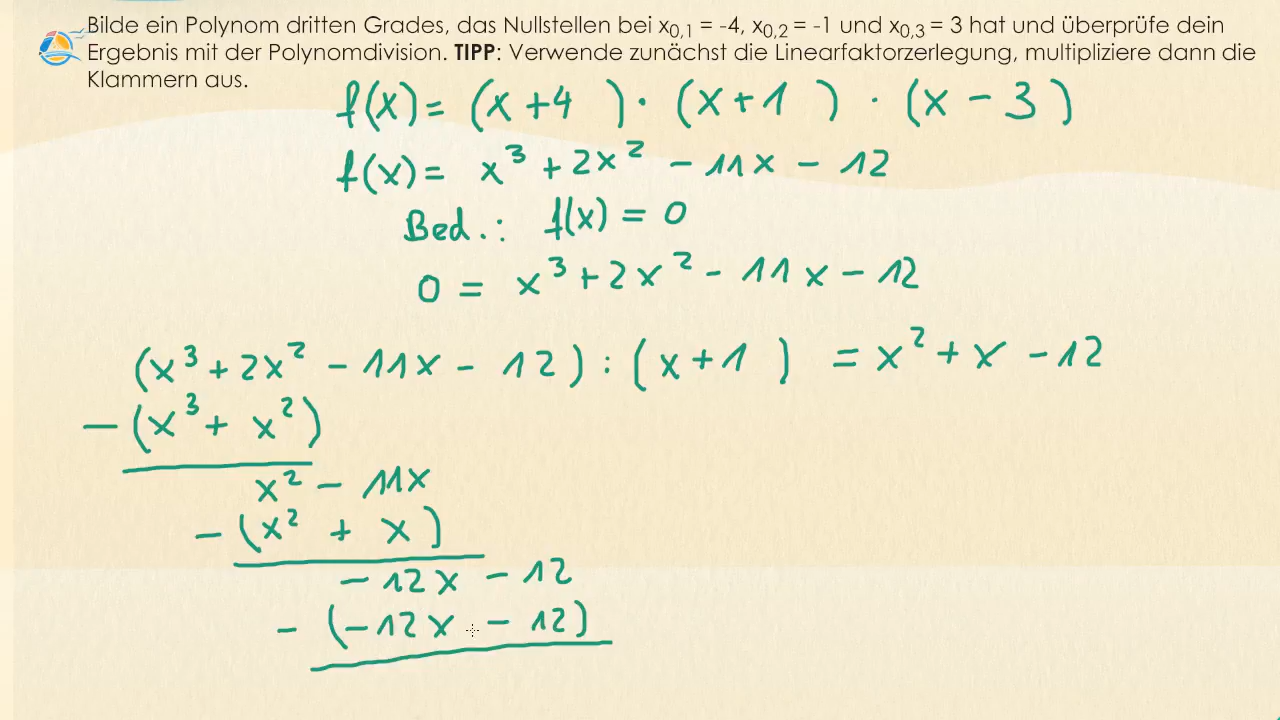 Bilde ein Polynom dritten Grades, das Nullstellen bei x₀,₁ = -4, x₀,₂ = -1 und x₀,₃ = 3 hat und überprüfe dein
Ergebnis mit der Polynomdivision. TIPP: Verwende zunächst die Linearfaktorzerlegung, multipliziere dann die
Klammern aus.
f(x) = (x + 4 ) · (x + 1 ) · (x - 3 )
f(x) = x³ + 2x² - 11x - 12
Bed.: f(x) = 0
0 = x³ + 2x² - 11x - 12
(x³ + 2x² - 11x - 12) : (x + 1 ) = x² + x - 12
- (x³ + x²)
x² - 11x
- (x² + x)
- 12x - 12
- (-12x - 12)